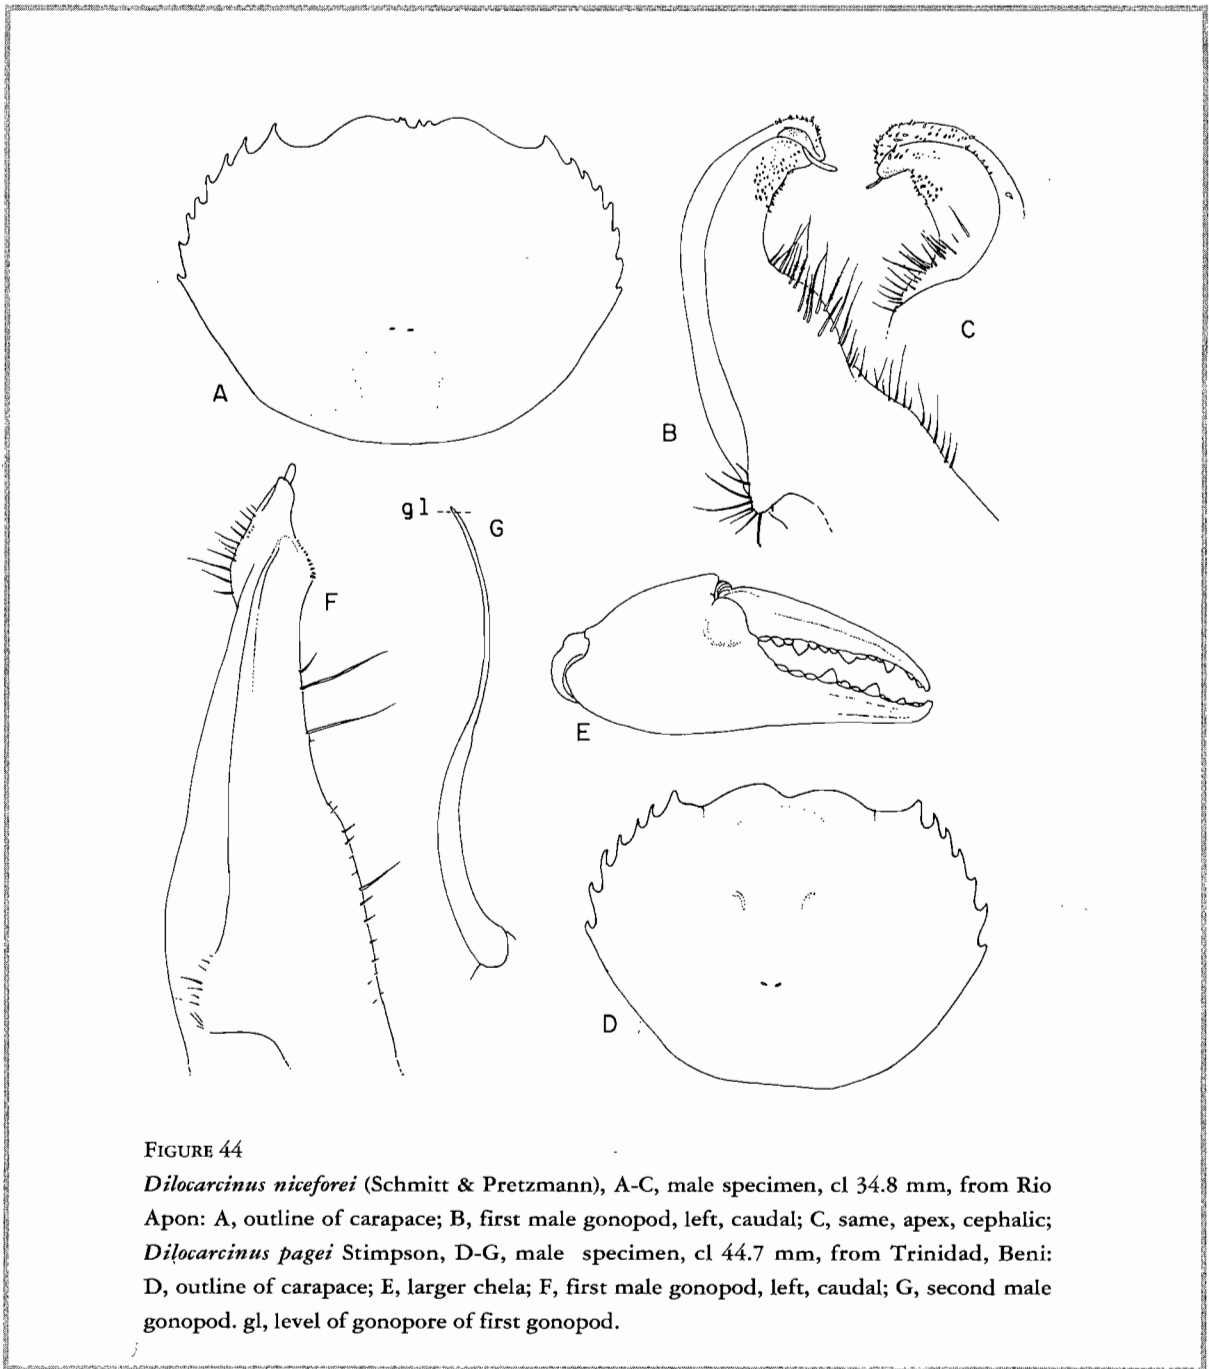 A
B
C
gl
G
F
E
D
FIGURE 44
Dilocarcinus niceforei (Schmitt & Pretzmann), A-C, male specimen, cl 34.8 mm, from Rio
Apon: A, outline of carapace; B, first male gonopod, left, caudal; C, same, apex, cephalic;
Dilocarcinus pagei Stimpson, D-G, male specimen, cl 44.7 mm, from Trinidad, Beni:
D, outline of carapace; E, larger chela; F, first male gonopod, left, caudal; G, second male
gonopod. gl, level of gonopore of first gonopod.